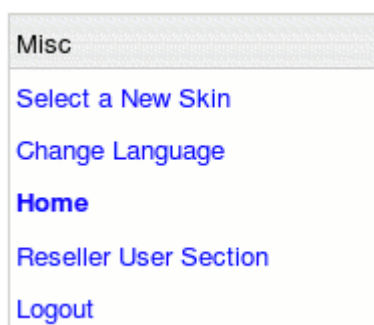 Misc
Select a New Skin
Change Language
Home
Reseller User Section
Logout